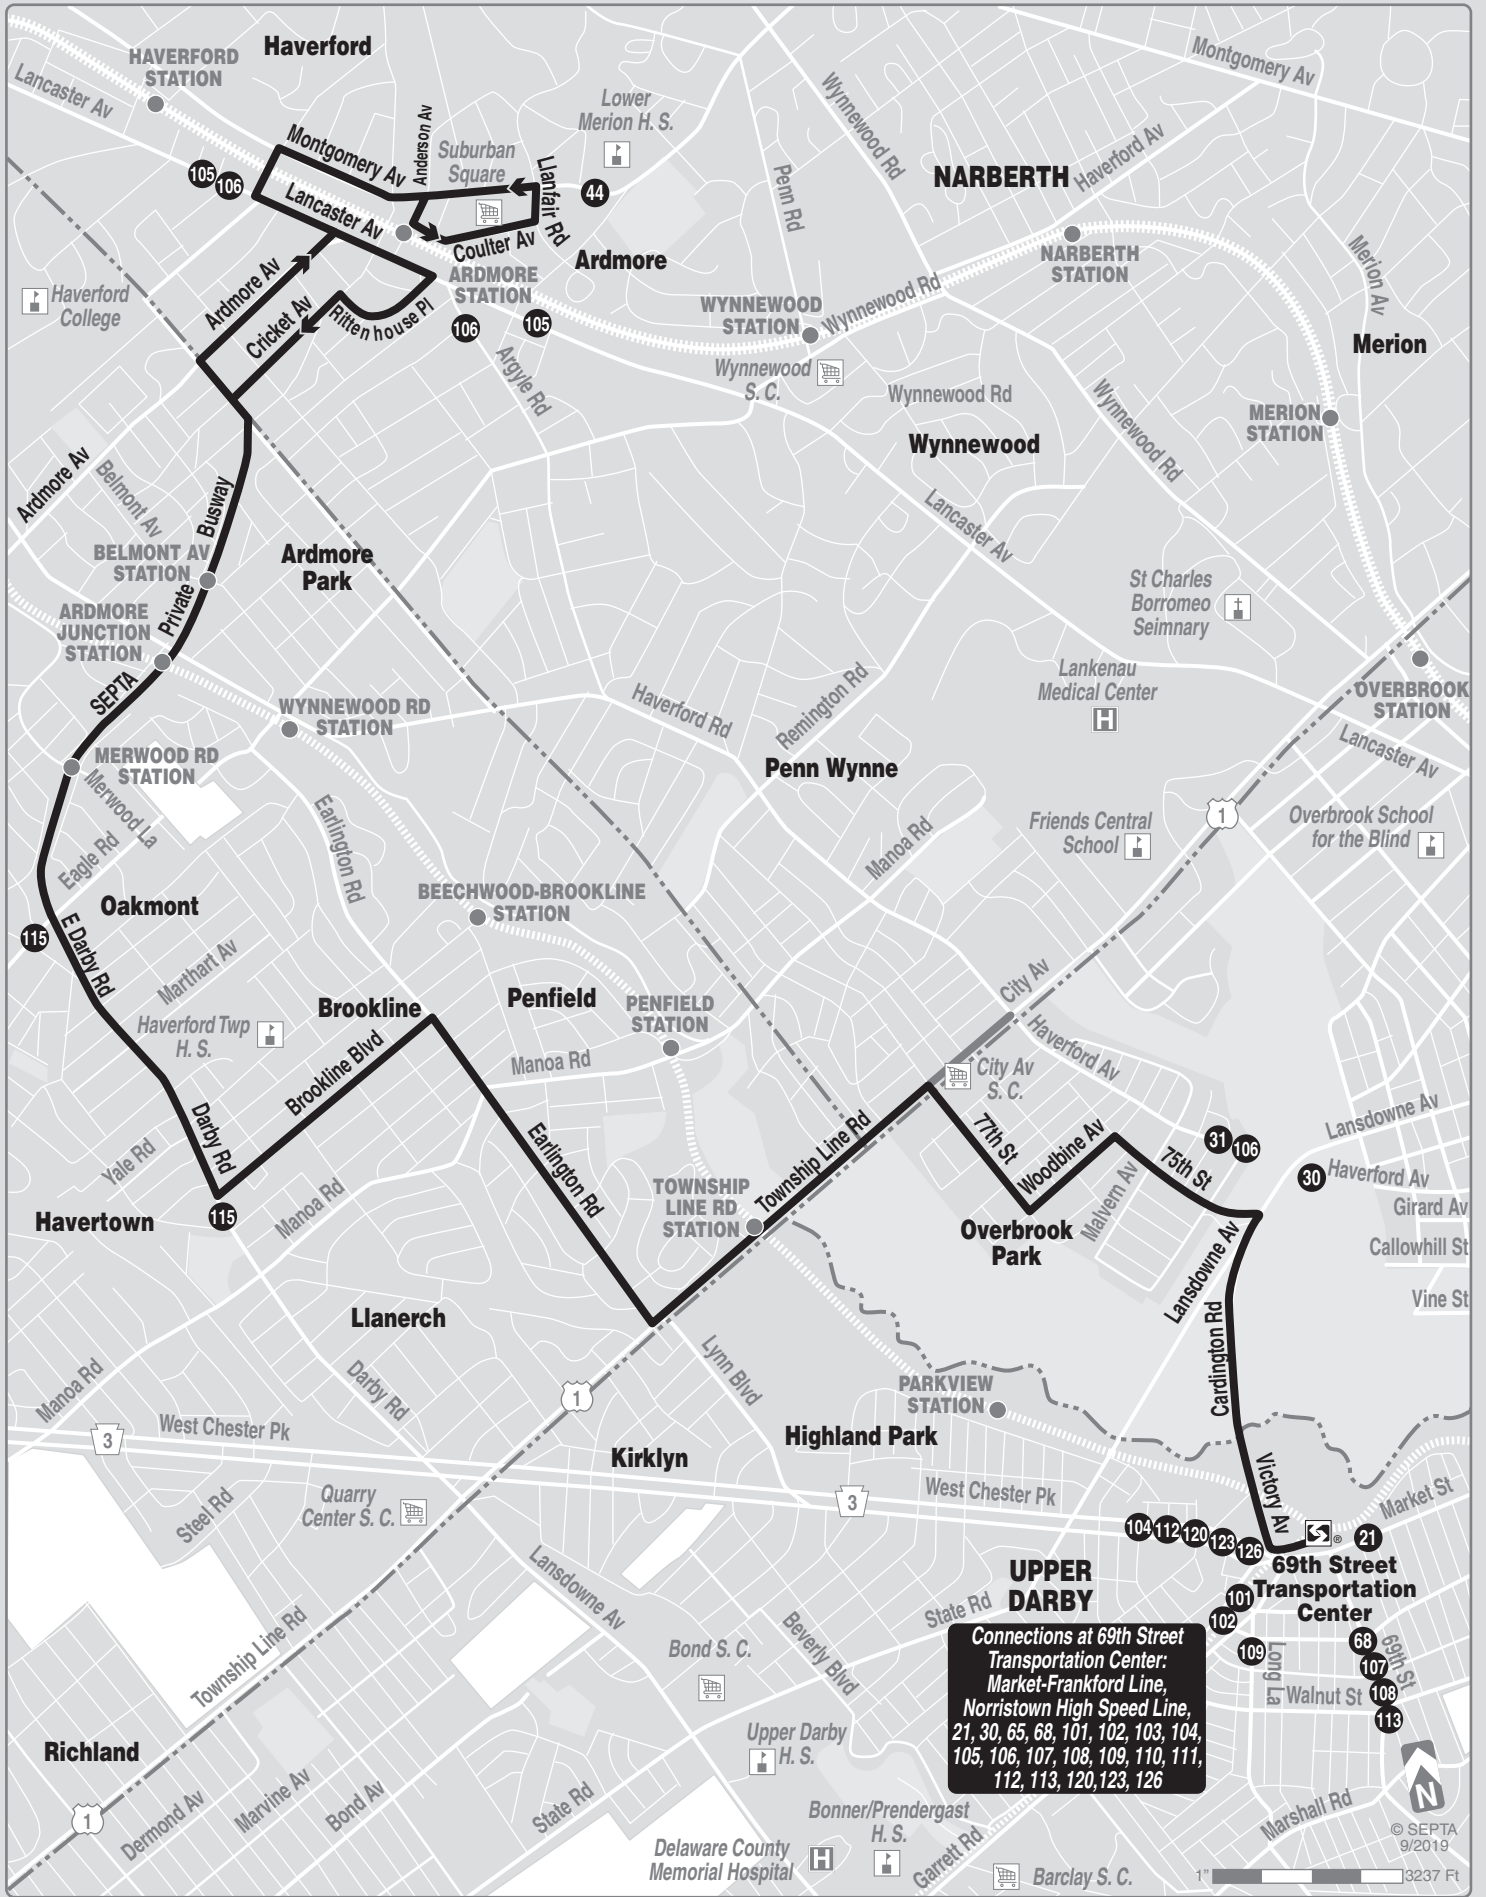 Haverford
HAVERFORD
STATION
Lancaster Av
Montgomery Av
Lower
Merion H. S.
Wynnewood Rd
Montgomery Av
Anderson Av
Suburban
Square
Llanfair Rd
44
105
106
Lancaster Av
Coulter Av
Penn Rd
NARBERTH
Haverford Av
Ardmore
ARDMORE
STATION
NARBERTH
STATION
Merion Av
Haverford
College
Ardmore Av
Cricket Av
Rittenhouse Pl
106
105
WYNNEWOOD
STATION
Wynnewood Rd
Merion
Argyle Rd
Wynnewood
S. C.
Wynnewood Rd
Wynnewood Rd
MERION
STATION
Wynnewood
Ardmore Av
Belmont Av
Busway
Lancaster Av
BELMONT AV
STATION
Ardmore
Park
Private
ARDMORE
JUNCTION
STATION
St Charles
Borromeo
Seimnary
SEPTA
WYNNEWOOD RD
STATION
Haverford Rd
Remington Rd
Lankenau
Medical Center
H
OVERBROOK
STATION
Lancaster Av
MERWOOD RD
STATION
Merwood La
Penn Wynne
Eagle Rd
Earlington Rd
Manoa Rd
Friends Central
School
1
Overbrook School
for the Blind
Oakmont
BEECHWOOD-BROOKLINE
STATION
115
E Darby Rd
Marthart Av
City Av
Brookline
Penfield
PENFIELD
STATION
Haverford Twp
H. S.
Brookline Blvd
Manoa Rd
Haverford Av
City Av
S. C.
Darby Rd
Earlington Rd
Township Line Rd
77th St
Woodbine Av
75th St
31
106
Lansdowne Av
Yale Rd
Manoa Rd
TOWNSHIP
LINE RD
STATION
Malvern Av
30
Haverford Av
Girard Av
Havertown
115
Overbrook
Park
Lansdowne Av
Callowhill St
Vine St
Llanerch
Cardington Rd
Manoa Rd
Darby Rd
1
Lynn Blvd
PARKVIEW
STATION
3
West Chester Pk
Kirklyn
Highland Park
Victory Av
Steel Rd
Quarry
Center S. C.
3
West Chester Pk
Market St
104
112
120
123
126
®
21
Lansdowne Av
UPPER
DARBY
69th Street
Transportation
Center
101
102
Township Line Rd
State Rd
Beverly Blvd
Bond S. C.
109
Long La
68
69th St
107
Walnut St
108
113
Connections at 69th Street
Transportation Center:
Market-Frankford Line,
Norristown High Speed Line,
21, 30, 65, 68, 101, 102, 103, 104,
105, 106, 107, 108, 109, 110, 111,
112, 113, 120,123, 126
Richland
Upper Darby
H. S.
1
Dermond Av
Marvine Av
Bond Av
State Rd
Bonner/Prendergast
H. S.
Marshall Rd
N
© SEPTA
9/2019
Delaware County
Memorial Hospital
H
Garrett Rd
Barclay S. C.
1"
3237 Ft